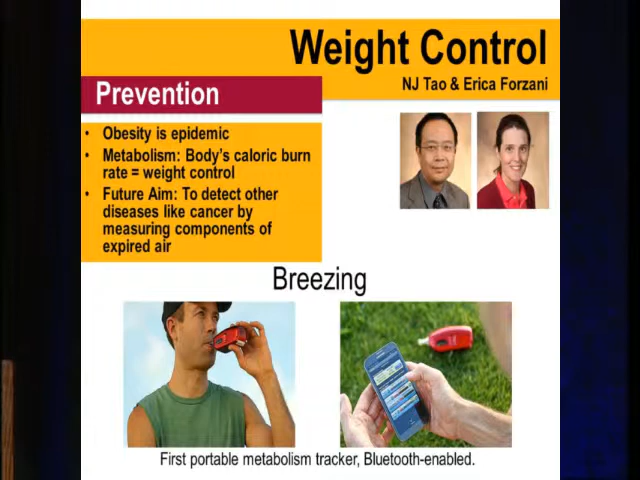 Weight Control
NJ Tao & Erica Forzani
Prevention
• Obesity is epidemic
• Metabolism: Body's caloric burn
rate = weight control
• Future Aim: To detect other
diseases like cancer by
measuring components of
expired air
Breezing
First portable metabolism tracker, Bluetooth-enabled.